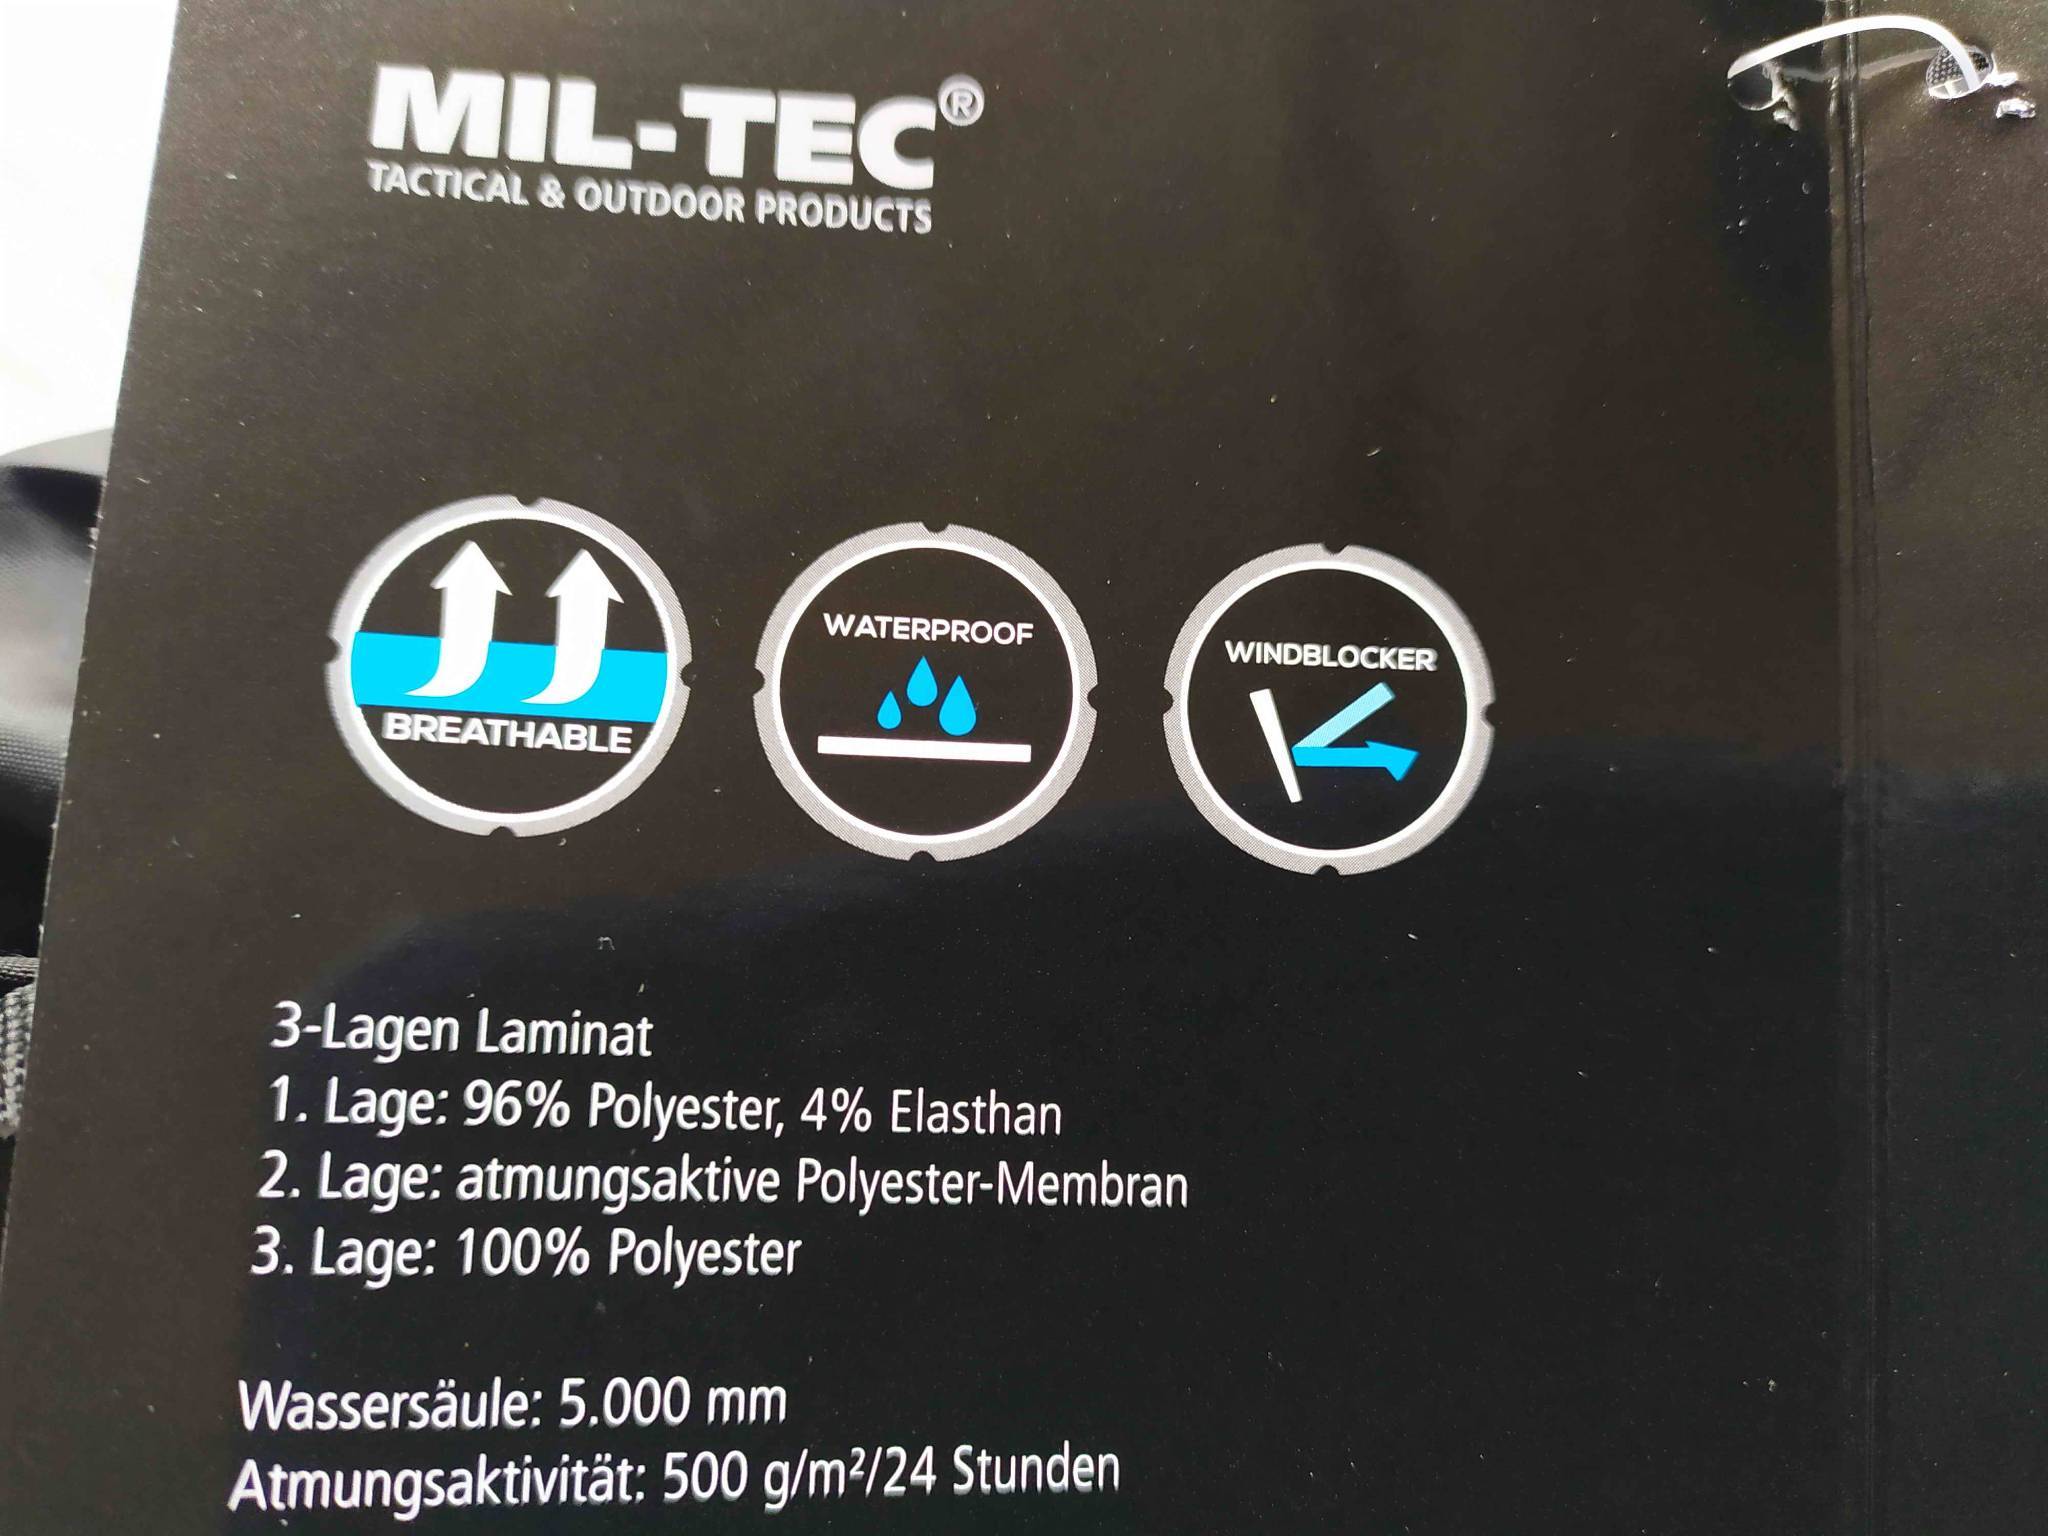 MIL-TEC®
TACTICAL & OUTDOOR PRODUCTS
BREATHABLE
WATERPROOF
WINDBLOCKER
3-Lagen Laminat
1. Lage: 96% Polyester, 4% Elasthan
2. Lage: atmungsaktive Polyester-Membran
3. Lage: 100% Polyester
Wassersäule: 5.000 mm
Atmungsaktivität: 500 g/m²/24 Stunden